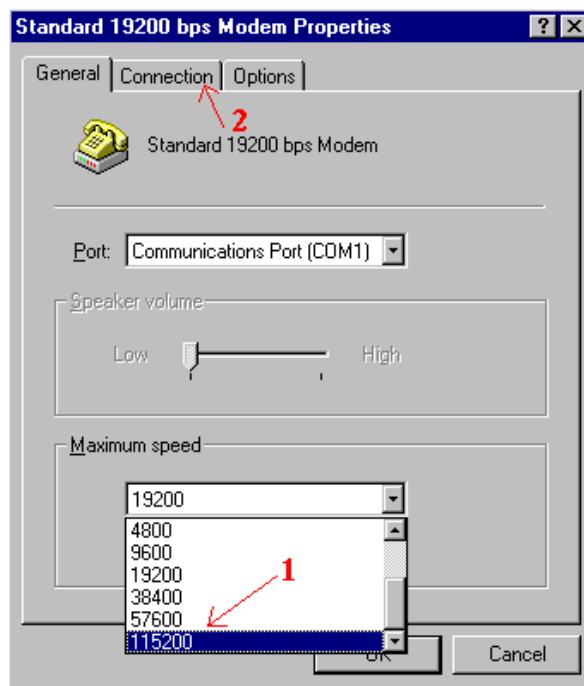 Standard 19200 bps Modem Properties
General Connection Options
2
Standard 19200 bps Modem
Port: Communications Port (COM1)
Speaker volume
Low High
Maximum speed
19200
4800
9600
19200
38400
57600
115200
1
OK Cancel